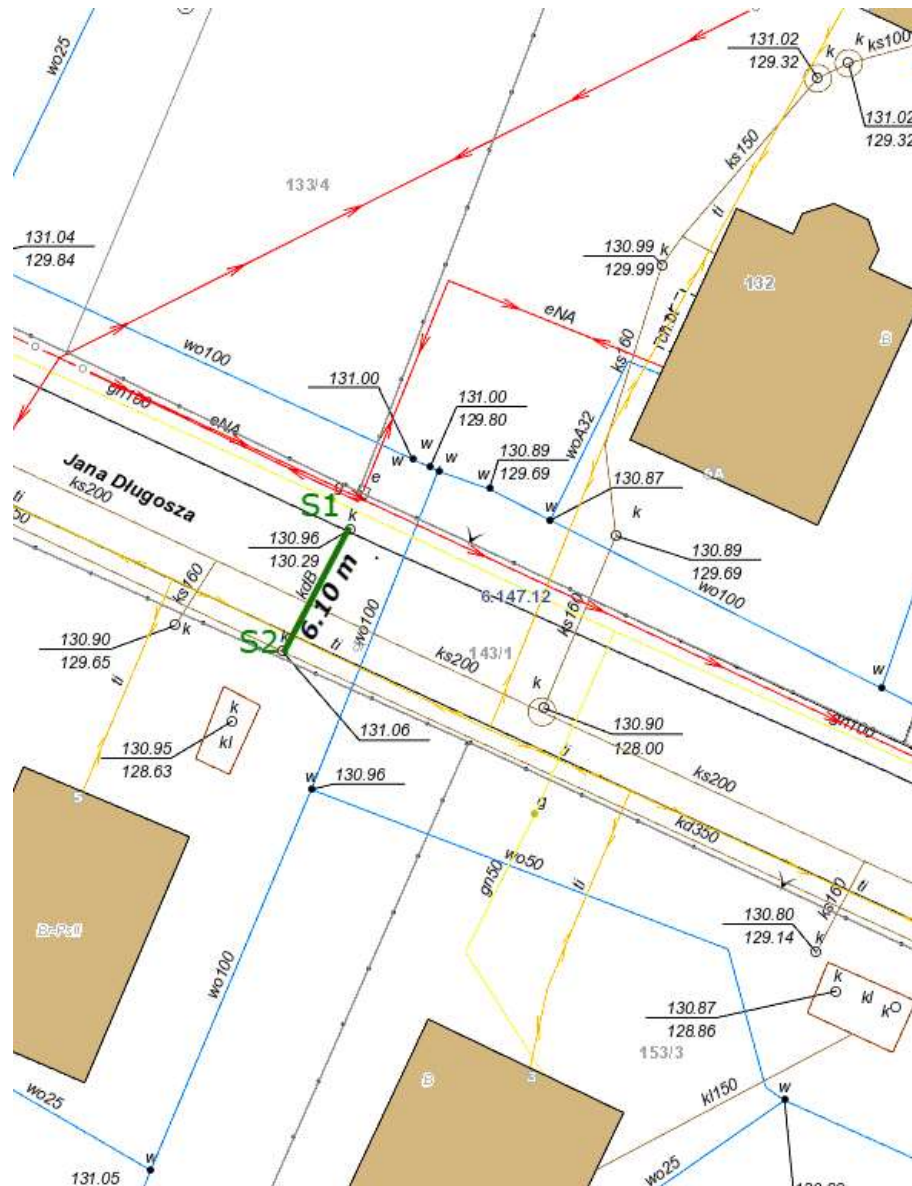 wo25
131.02
129.32
k
k
ks100
131.02
129.32
ks150
133/4
ti
131.04
129.84
130.99
129.99
k
132
B
eNA
ks160
wo100
131.00
131.00
129.80
w
w
w
w
130.89
129.69
woA32
130.87
w
gn100
eNA
Jana Długosza
ks200
ti
S1
g
e
k
130.96
130.29
kdB
6.10 m
wo100
k
130.89
129.69
6.147.12
wo100
ks160
w
ks160
130.90
129.65
ti
S2
k
k
ti
143/1
ks200
k
130.90
128.00
gn100
131.06
k
kl
130.95
128.63
w
130.96
ti
ks200
kd350
g
gn50
wo50
ti
ti
ks160
130.80
129.14
k
wo100
130.87
128.86
k
kl
k
153/3
B
kl150
w
wo25
w
131.05
wo25